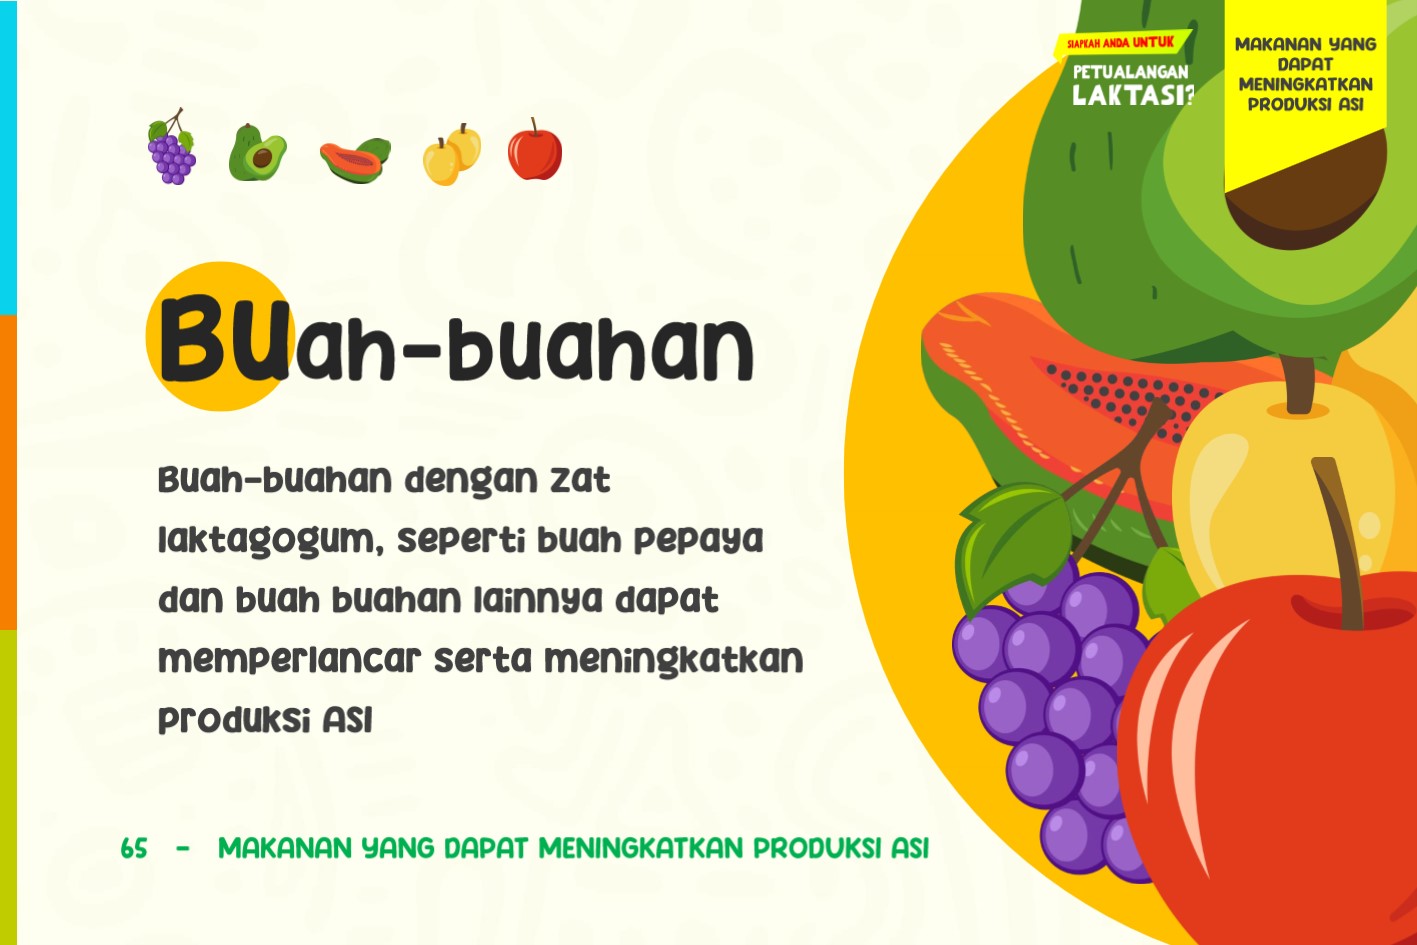 SIAPKAH ANDA UNTUK
PETUALANGAN
LAKTASI?
MAKANAN YANG
DAPAT
MENINGKATKAN
PRODUKSI ASI
Buah-buahan
Buah-buahan dengan zat
laktagogum, seperti buah pepaya
dan buah buahan lainnya dapat
memperlancar serta meningkatkan
produksi ASI
65 - MAKANAN YANG DAPAT MENINGKATKAN PRODUKSI ASI